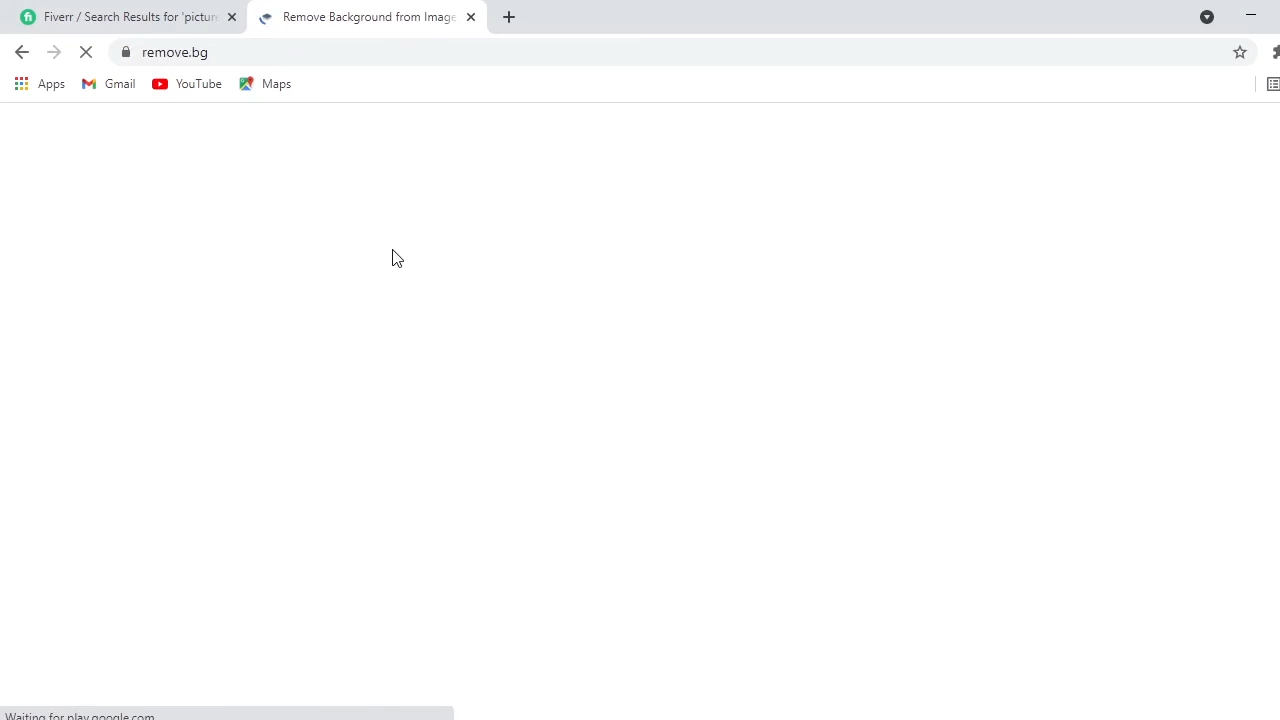 Fiverr / Search Results for 'pictur
Remove Background from Image
remove.bg
Apps
Gmail
YouTube
Maps
Waiting for play.google.com